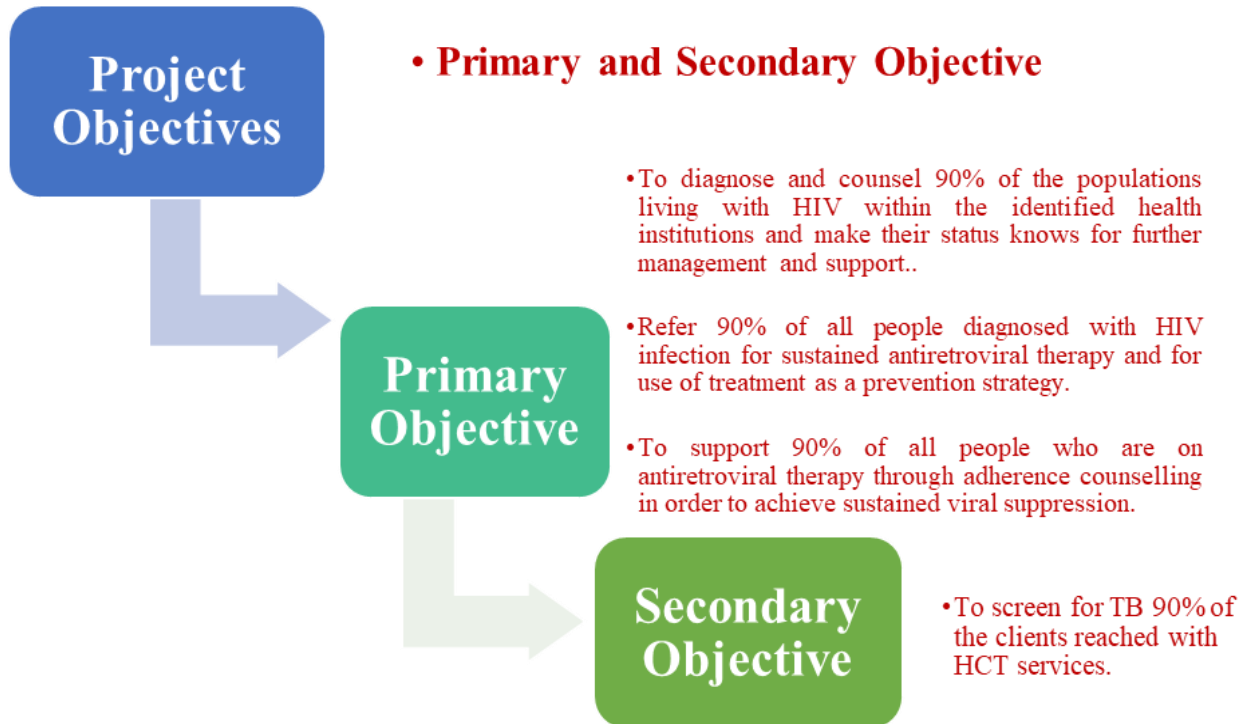 Project
Objectives
• Primary and Secondary Objective
•To diagnose and counsel 90% of the populations
living with HIV within the identified health
institutions and make their status knows for further
management and support..
Primary
Objective
•Refer 90% of all people diagnosed with HIV
infection for sustained antiretroviral therapy and for
use of treatment as a prevention strategy.
•To support 90% of all people who are on
antiretroviral therapy through adherence counselling
in order to achieve sustained viral suppression.
Secondary
Objective
•To screen for TB 90% of
the clients reached with
HCT services.